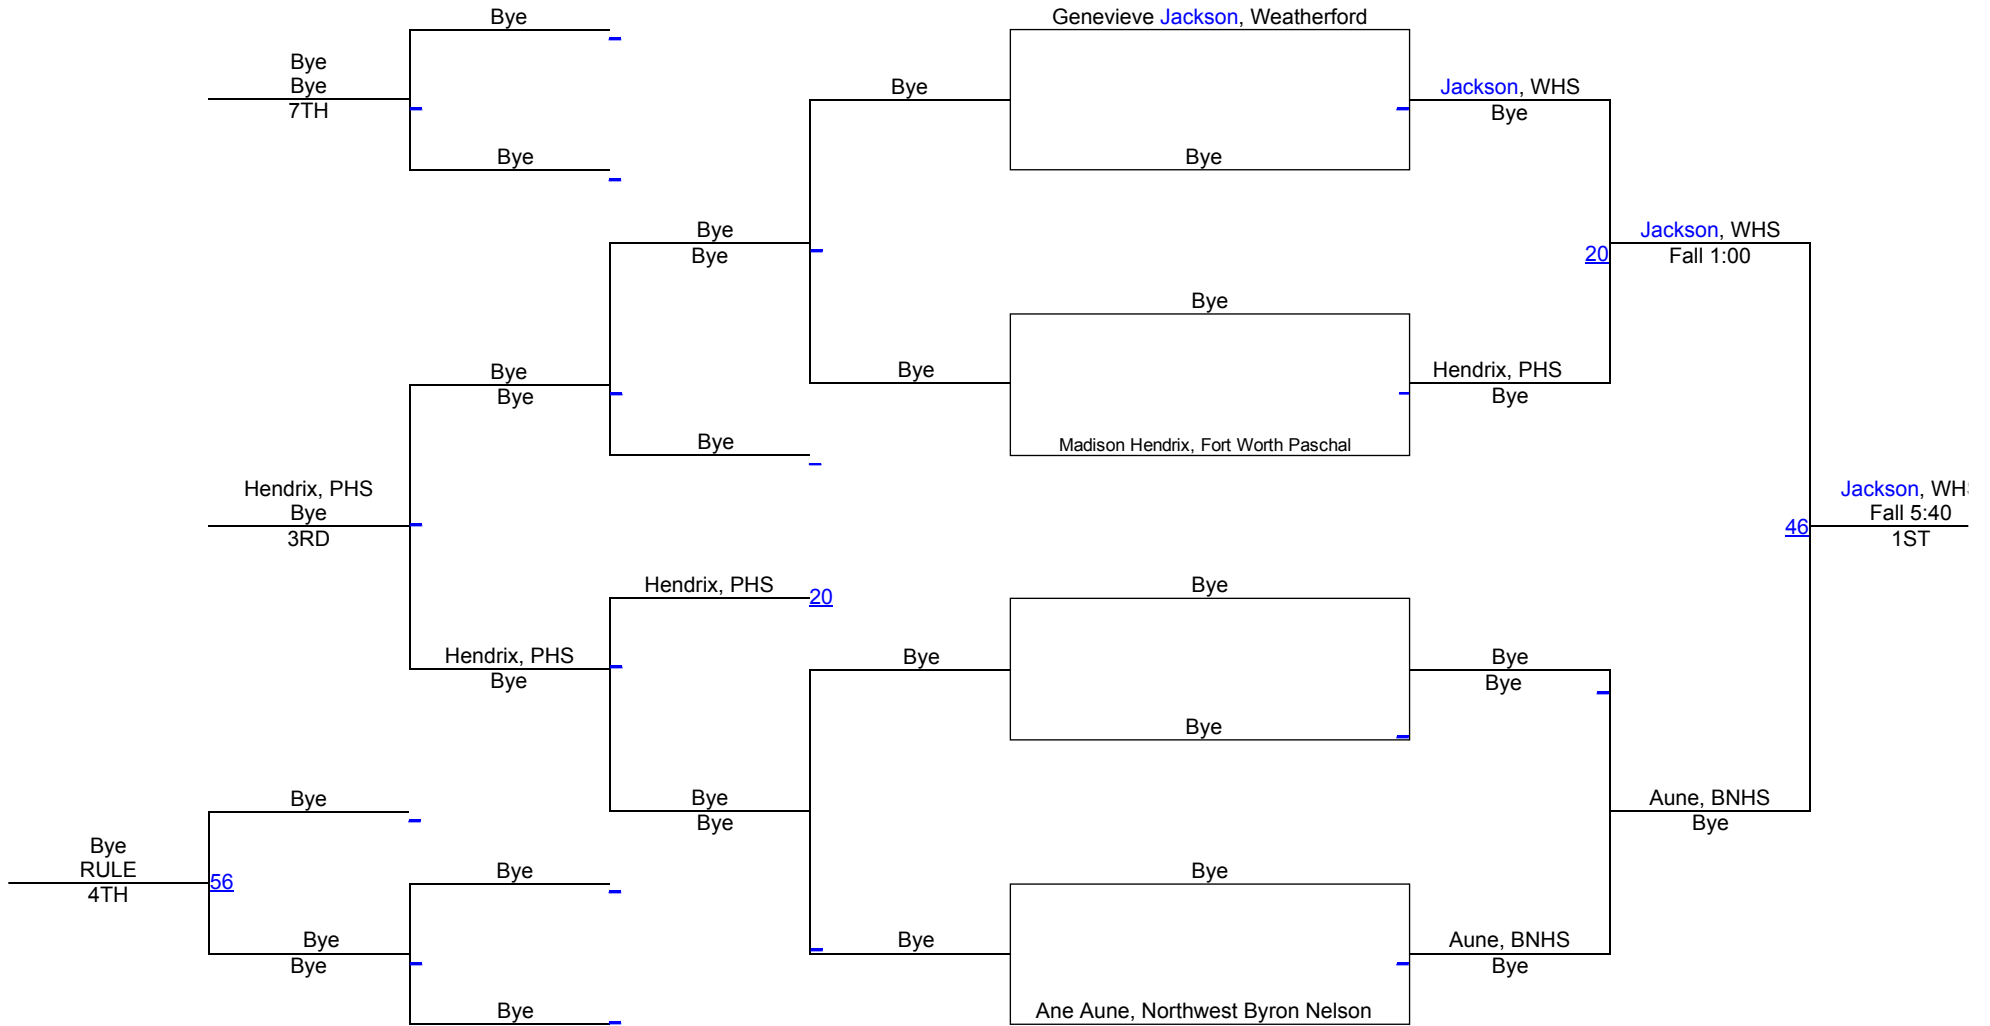 Bye
Genevieve Jackson, Weatherford
Bye
Bye
7TH
Bye
Jackson, WHS
Bye
Bye
Bye
Bye
Bye
Jackson, WHS
20
Fall 1:00
Bye
Bye
Bye
Bye
Bye
Hendrix, PHS
Bye
Bye
Madison Hendrix, Fort Worth Paschal
Hendrix, PHS
Bye
3RD
Jackson, WH
Fall 5:40
46
1ST
Hendrix, PHS
20
Bye
Hendrix, PHS
Bye
Bye
Bye
Bye
Bye
Bye
Bye
Bye
Aune, BNHS
Bye
Bye
RULE
56
4TH
Bye
Bye
Bye
Bye
Bye
Aune, BNHS
Bye
Bye
Ane Aune, Northwest Byron Nelson